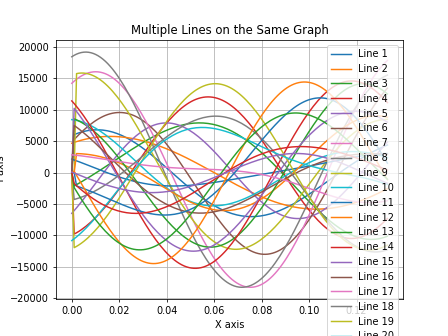 Multiple Lines on the Same Graph
20000
15000
10000
5000
0
−5000
−10000
−15000
−20000
0.00 0.02 0.04 0.06 0.08 0.10
X axis
Line 1
Line 2
Line 3
Line 4
Line 5
Line 6
Line 7
Line 8
Line 9
Line 10
Line 11
Line 12
Line 13
Line 14
Line 15
Line 16
Line 17
Line 18
Line 19
Line 20